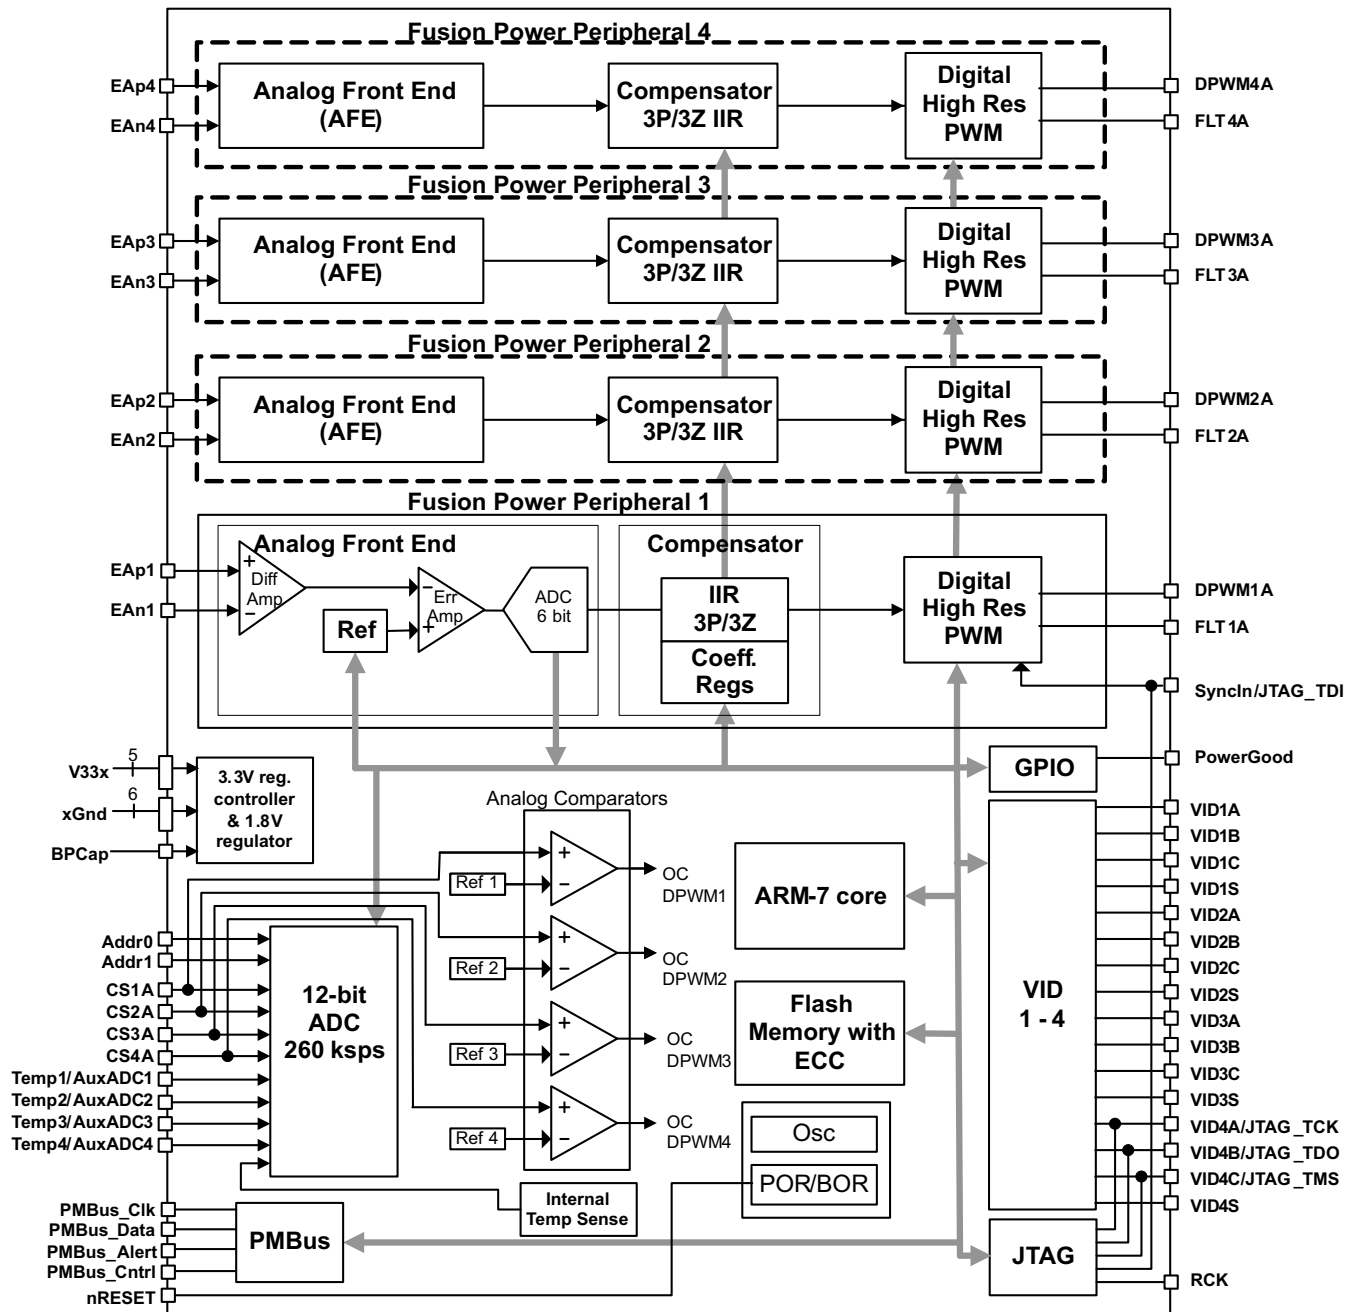 Fusion Power Peripheral 4
EAp4
EAn4
Analog Front End
(AFE)
Compensator
3P/3Z IIR
Digital
High Res
PWM
DPWM4A
FLT4A
Fusion Power Peripheral 3
EAp3
EAn3
Analog Front End
(AFE)
Compensator
3P/3Z IIR
Digital
High Res
PWM
DPWM3A
FLT3A
Fusion Power Peripheral 2
EAp2
EAn2
Analog Front End
(AFE)
Compensator
3P/3Z IIR
Digital
High Res
PWM
DPWM2A
FLT2A
Fusion Power Peripheral 1
EAp1
EAn1
Analog Front End
+
Diff
Amp
−
Ref
−
Err
Amp
+
ADC
6 bit
Compensator
IIR
3P/3Z
Coeff.
Regs
Digital
High Res
PWM
DPWM1A
FLT1A
SyncIn/JTAG_TDI
V33x
5
xGnd
6
BPCap
3.3V reg.
controller
& 1.8V
regulator
GPIO
PowerGood
Analog Comparators
Ref 1
+
−
OC
DPWM1
Ref 2
+
−
OC
DPWM2
Ref 3
+
−
OC
DPWM3
Ref 4
+
−
OC
DPWM4
Addr0
Addr1
CS1A
CS2A
CS3A
CS4A
Temp1/AuxADC1
Temp2/AuxADC2
Temp3/AuxADC3
Temp4/AuxADC4
12-bit
ADC
260 ksps
Internal
Temp Sense
ARM-7 core
Flash
Memory with
ECC
Osc
POR/BOR
VID
1 - 4
VID1A
VID1B
VID1C
VID1S
VID2A
VID2B
VID2C
VID2S
VID3A
VID3B
VID3C
VID3S
VID4A/JTAG_TCK
VID4B/JTAG_TDO
VID4C/JTAG_TMS
VID4S
PMBus_Clk
PMBus_Data
PMBus_Alert
PMBus_Cntrl
nRESET
PMBus
JTAG
RCK